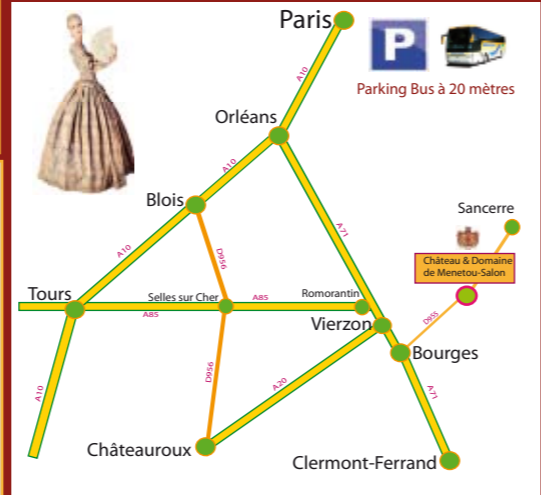 Paris
P
Parking Bus à 20 mètres
A10
Orléans
A10
Blois
A71
Sancerre
A10
D956
Château & Domaine
de Menetou-Salon
Tours
Selles sur Cher
A85
Romorantin
A85
Vierzon
D955
Bourges
A10
D956
A20
A71
Châteauroux
Clermont-Ferrand